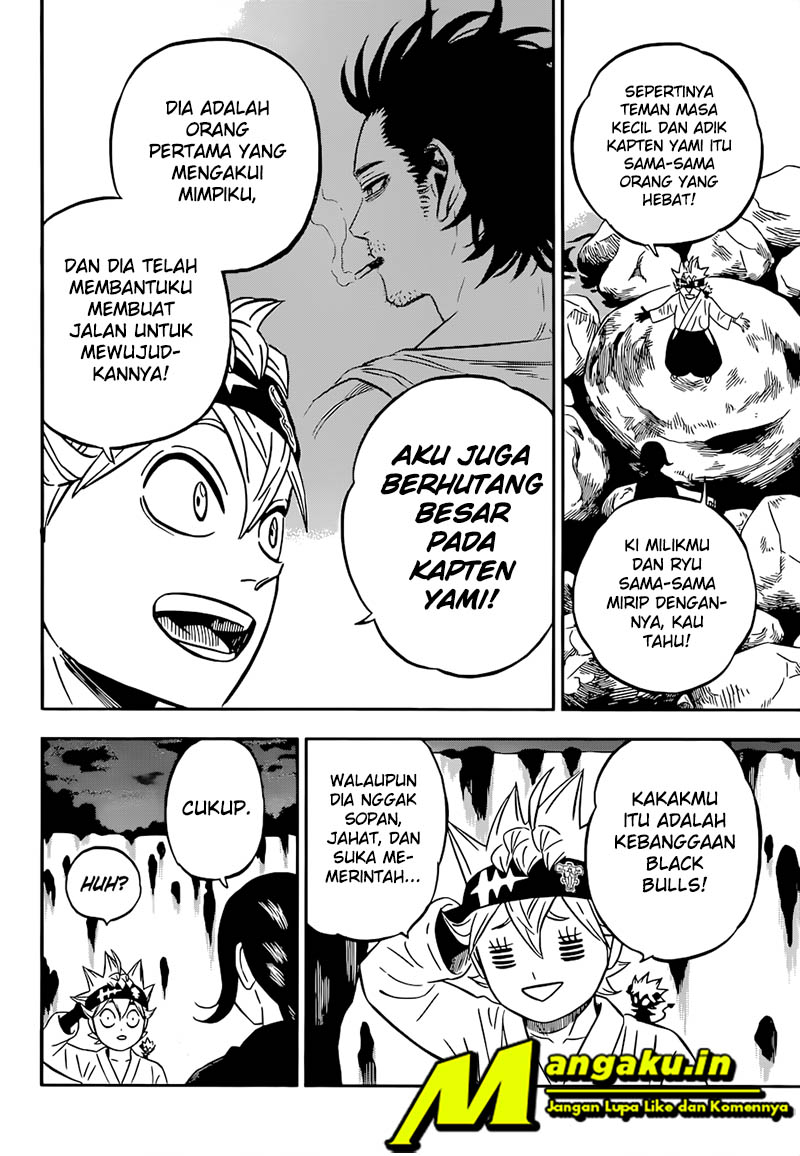 SEPERTINYA
TEMAN MASA
KECIL DAN ADIK
KAPTEN YAMI ITU
SAMA-SAMA
ORANG YANG
HEBAT!
KI MILIKMU
DAN RYU
SAMA-SAMA
MIRIP DENGAN-
NYA, KAU
TAHU!
DIA ADALAH
ORANG
PERTAMA YANG
MENGAKUI
MIMPIKU,
DAN DIA TELAH
MEMBANTUKU
MEMBUAT
JALAN UNTUK
MEWUJUD-
KANNYA!
AKU JUGA
BERHUTANG
BESAR
PADA
KAPTEN
YAMI!
KAKAKMU
ITU ADALAH
KEBANGGAAN
BLACK
BULLS!
WALAUPUN
DIA NGGAK
SOPAN,
JAHAT, DAN
SUKA ME-
MERINTAH...
CUKUP.
HUH?
Mangaku.in
Jangan Lupa Like dan Komennya